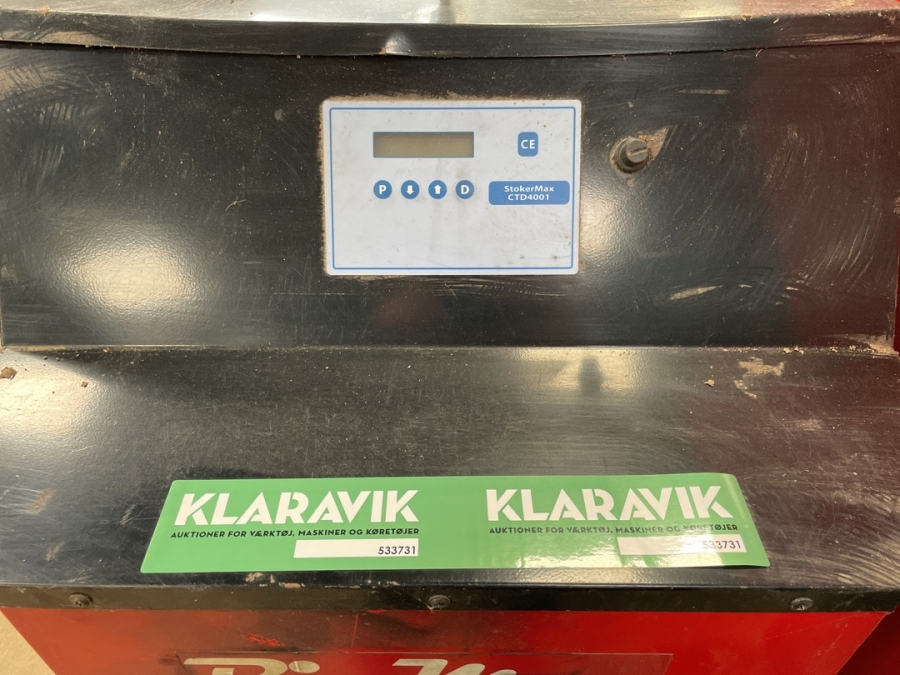 CE
P D
StokerMax
CTD4001
KLARAVIK
AUKTIONER FOR VÆRKTØJ, MASKINER OG KØRETØJER
533731
KLARAVIK
AUKTIONER FOR VÆRKTØJ, MASKINER OG KØRETØJER
533731